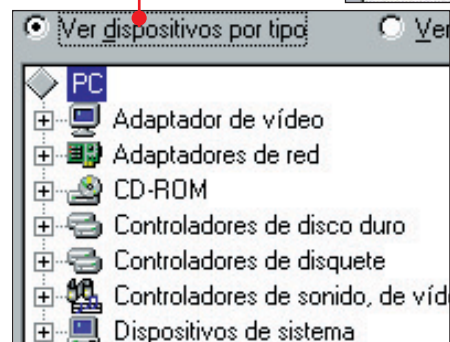 Ver dispositivos por tipo Ver
PC
Adaptador de vídeo
Adaptadores de red
CD-ROM
Controladores de disco duro
Controladores de disquete
Controladores de sonido, de víd
Dispositivos de sistema